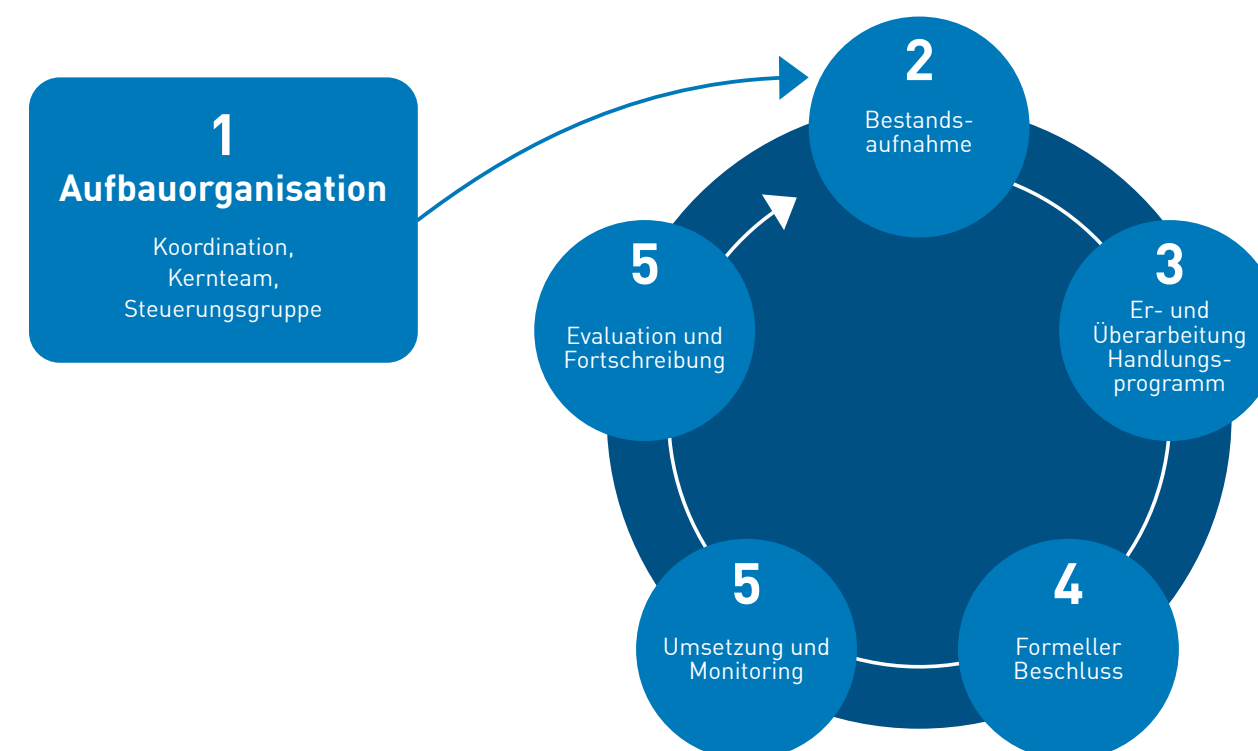 1
Aufbauorganisation
Koordination,
Kernteam,
Steuerungsgruppe
2
Bestands-
aufnahme
3
Er- und
Überarbeitung
Handlungs-
programm
4
Formeller
Beschluss
5
Umsetzung und
Monitoring
5
Evaluation und
Fortschreibung